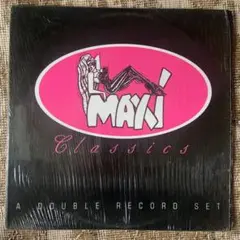 MAXI
Classics
A DOUBLE RECORD SET